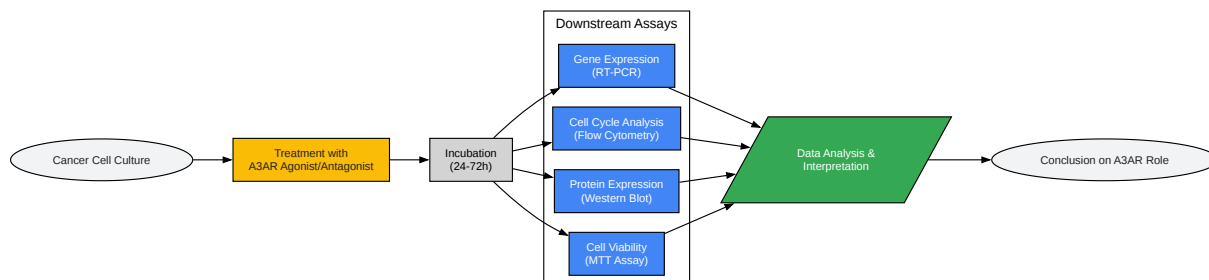 Downstream Assays
Gene Expression
(RT-PCR)
Cell Cycle Analysis
(Flow Cytometry)
Cancer Cell Culture
Treatment with
A3AR Agonist/Antagonist
Incubation
(24-72h)
Data Analysis &
Interpretation
Conclusion on A3AR Role
Protein Expression
(Western Blot)
Cell Viability
(MTT Assay)